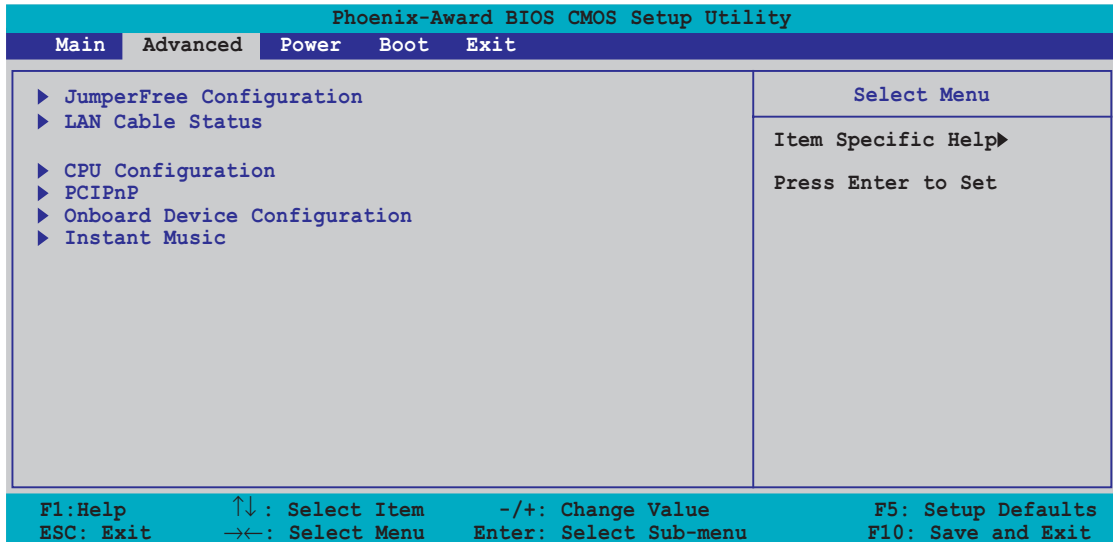 Phoenix-Award BIOS CMOS Setup Utility
Main Advanced Power Boot Exit
JumperFree Configuration
LAN Cable Status
CPU Configuration
PCIPnP
Onboard Device Configuration
Instant Music
Select Menu
Item Specific Help
Press Enter to Set
F1:Help ↑↓: Select Item -/+: Change Value F5: Setup Defaults
ESC: Exit →←: Select Menu Enter: Select Sub-menu F10: Save and Exit